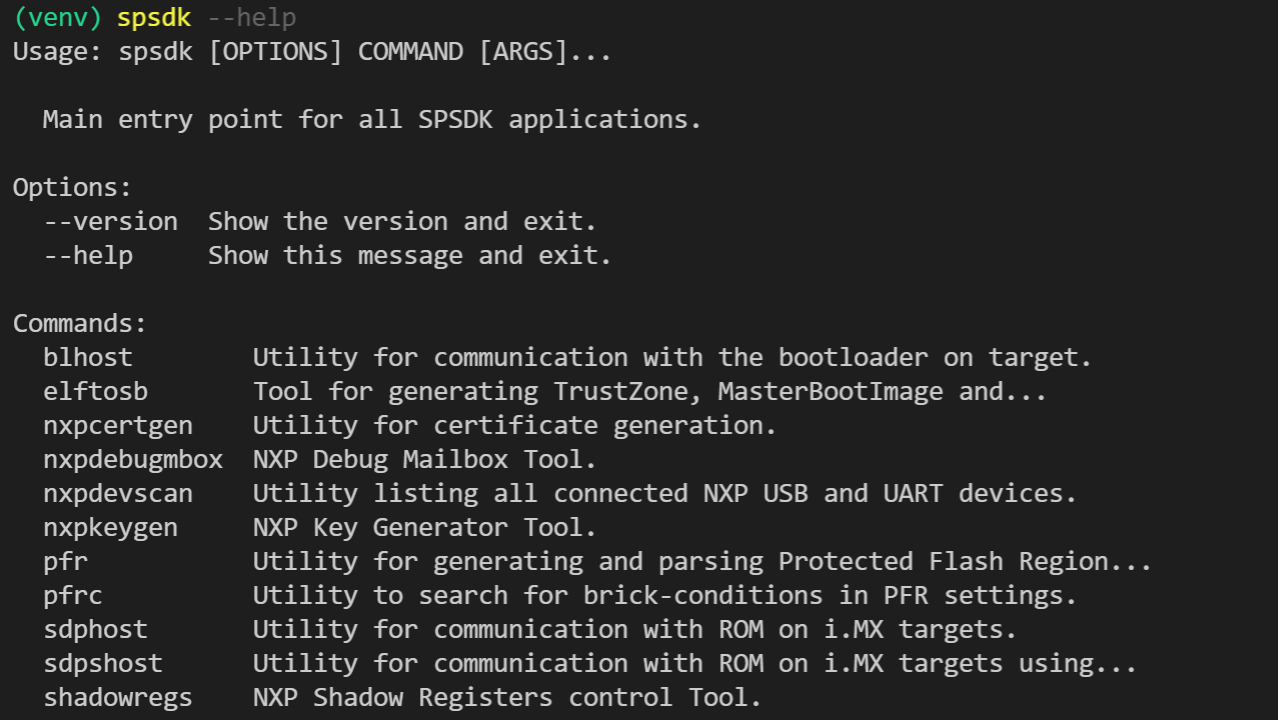 (venv) spsdk --help
Usage: spsdk [OPTIONS] COMMAND [ARGS]...
Main entry point for all SPSDK applications.
Options:
--version  Show the version and exit.
--help     Show this message and exit.
Commands:
blhost        Utility for communication with the bootloader on target.
elftosb       Tool for generating TrustZone, MasterBootImage and...
nxpcertgen    Utility for certificate generation.
nxpdebugmbox  NXP Debug Mailbox Tool.
nxpdevscan    Utility listing all connected NXP USB and UART devices.
nxpkeygen     NXP Key Generator Tool.
pfr           Utility for generating and parsing Protected Flash Region...
pfrc          Utility to search for brick-conditions in PFR settings.
sdphost       Utility for communication with ROM on i.MX targets.
sdpshost      Utility for communication with ROM on i.MX targets using...
shadowregs    NXP Shadow Registers control Tool.